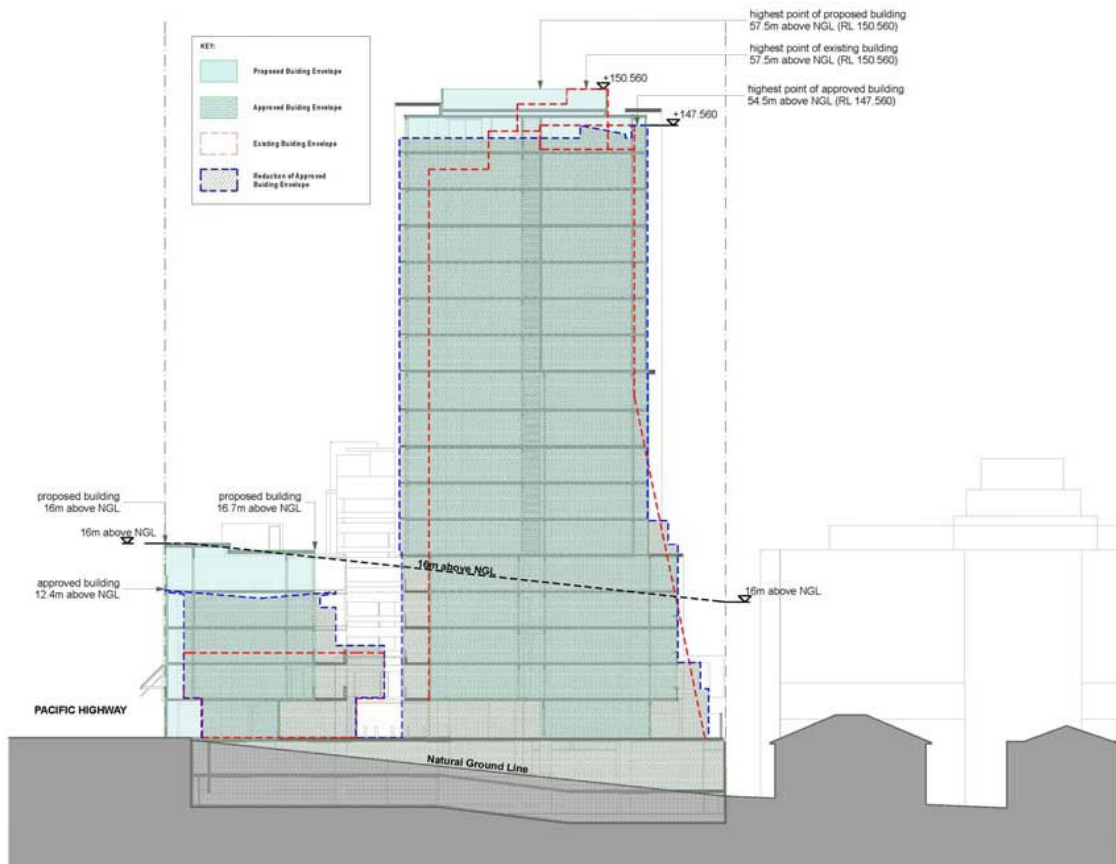 highest point of proposed building
57.5m above NGL (RL 150.560)
highest point of existing building
57.5m above NGL (RL 150.560)
+150.560
highest point of approved building
54.5m above NGL (RL 147.560)
+147.560
KEY:
Proposed Buiding Envelope
Approved Buiding Envelope
Existing Buiding Envelope
Reduction of Approved
Buiding Envelope
proposed building
16m above NGL
proposed building
16.7m above NGL
16m above NGL
16m above NGL
approved building
12.4m above NGL
16m above NGL
PACIFIC HIGHWAY
Natural Ground Line